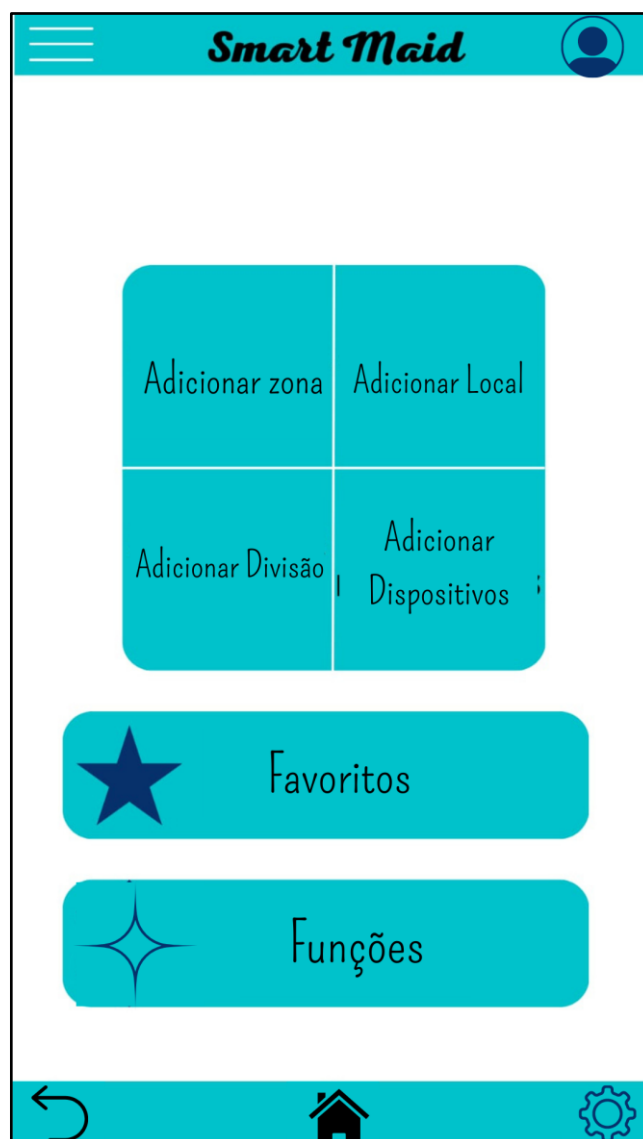 Smart Maid
Adicionar zona
Adicionar Local
Adicionar Divisão
Adicionar
Dispositivos
Favoritos
Funções